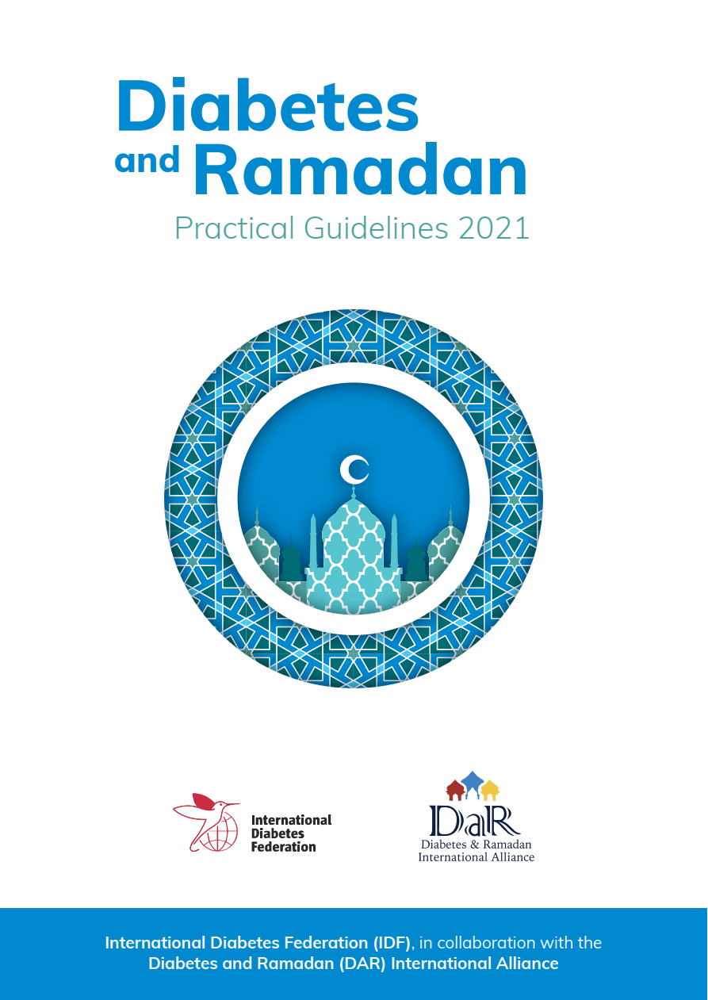 Diabetes
and Ramadan
Practical Guidelines 2021
International
Diabetes
Federation
DaR
Diabetes & Ramadan
International Alliance
International Diabetes Federation (IDF), in collaboration with the
Diabetes and Ramadan (DAR) International Alliance